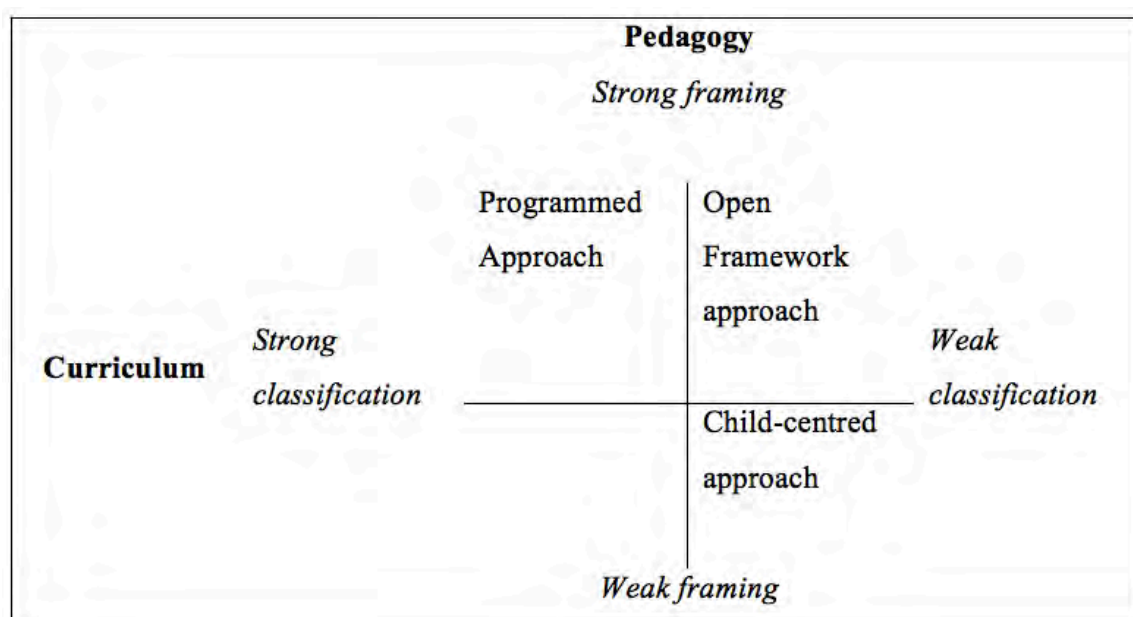 Pedagogy
Strong framing
Programmed
Approach
Open
Framework
approach
Curriculum
Strong
classification
Weak
classification
Child-centred
approach
Weak framing